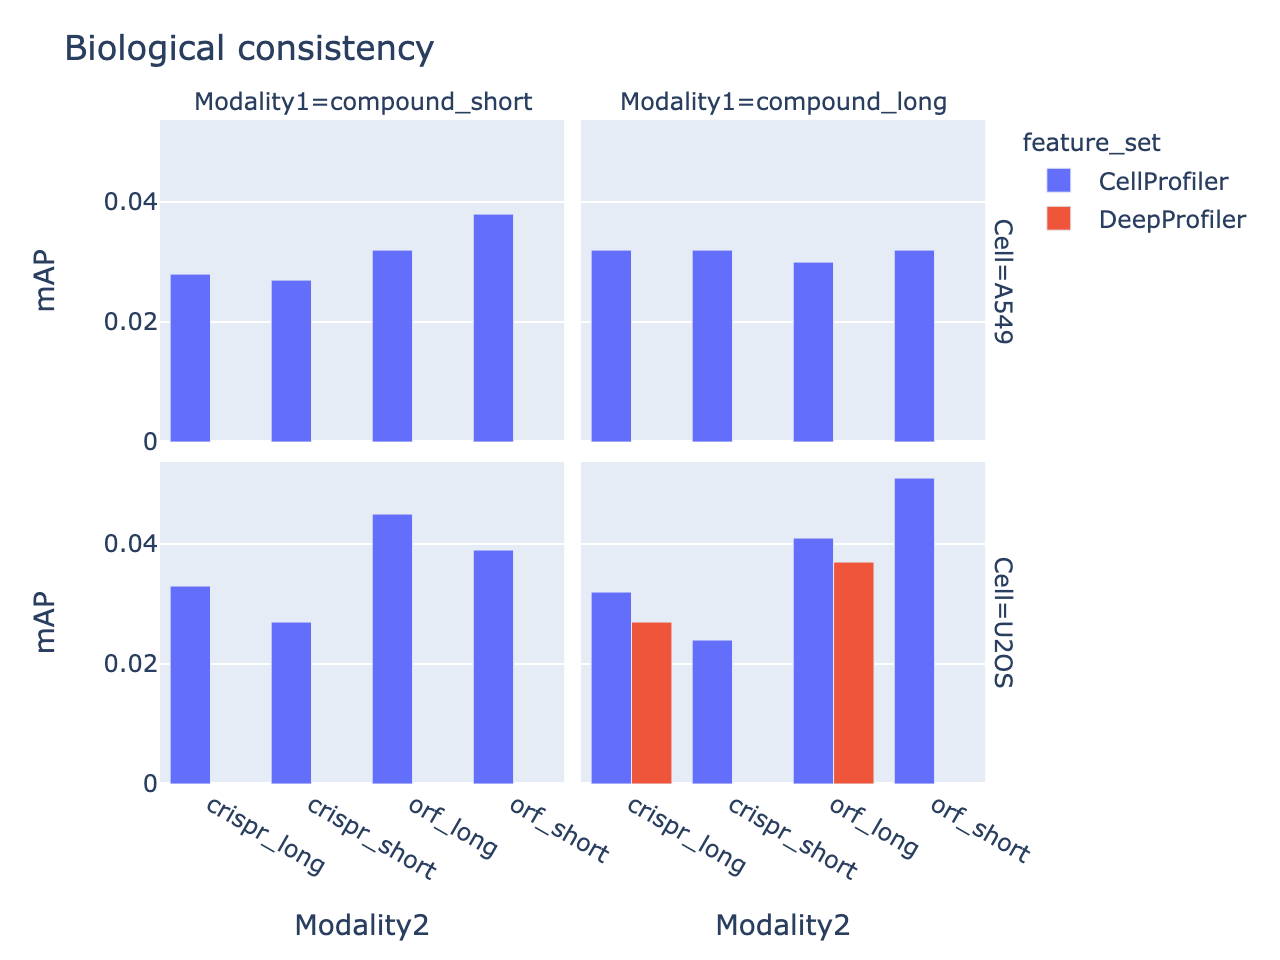 Biological consistency
Modality1=compound_short
Modality1=compound_long
feature_set
CellProfiler
DeepProfiler
mAP
0.04
0.02
0
Cell=A549
mAP
0.04
0.02
0
Cell=U2OS
crispr_long
crispr_short
orf_long
orf_short
crispr_long
crispr_short
orf_long
orf_short
Modality2
Modality2